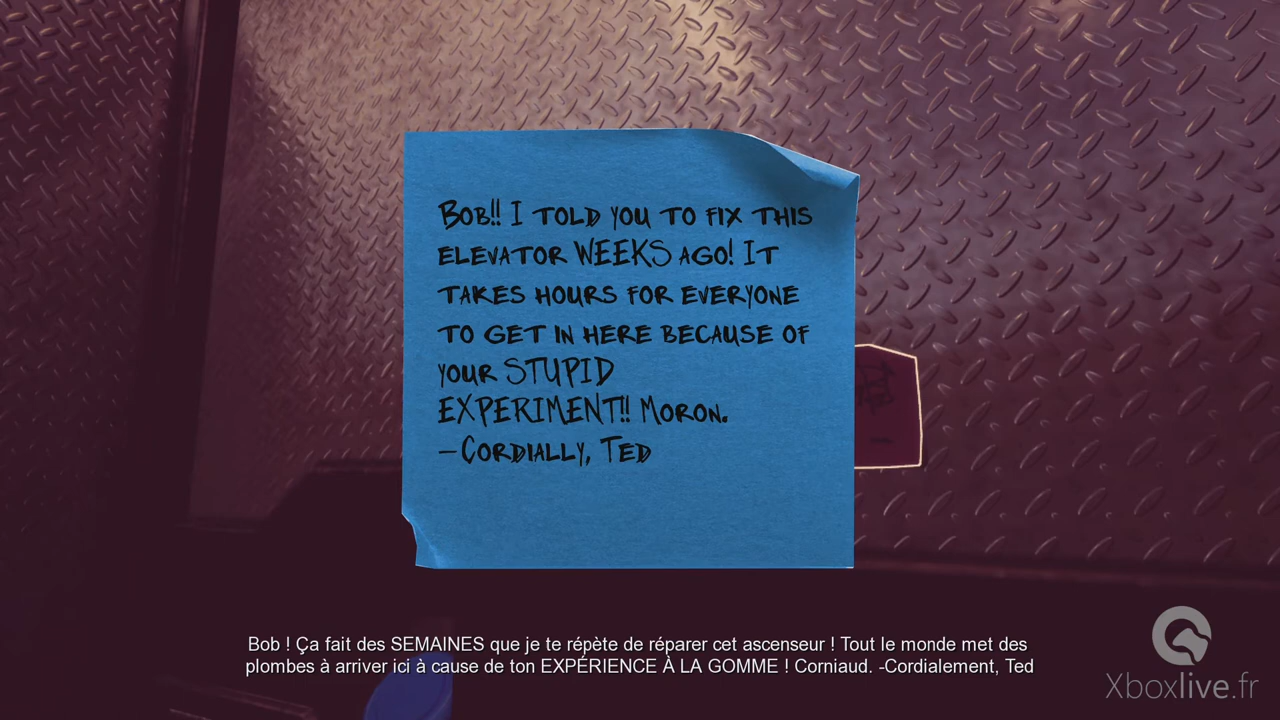 Bob!! I told you to fix this
elevator WEEKS ago! It
takes hours for everyone
to get in here because of
your STUPID
EXPERIMENT!! Moron.
–Cordially, Ted
Bob ! Ça fait des SEMAINES que je te répète de réparer cet ascenseur ! Tout le monde met des
plombes à arriver ici à cause de ton EXPÉRIENCE À LA GOMME ! Corniaud. -Cordialement, Ted
Xboxlive.fr